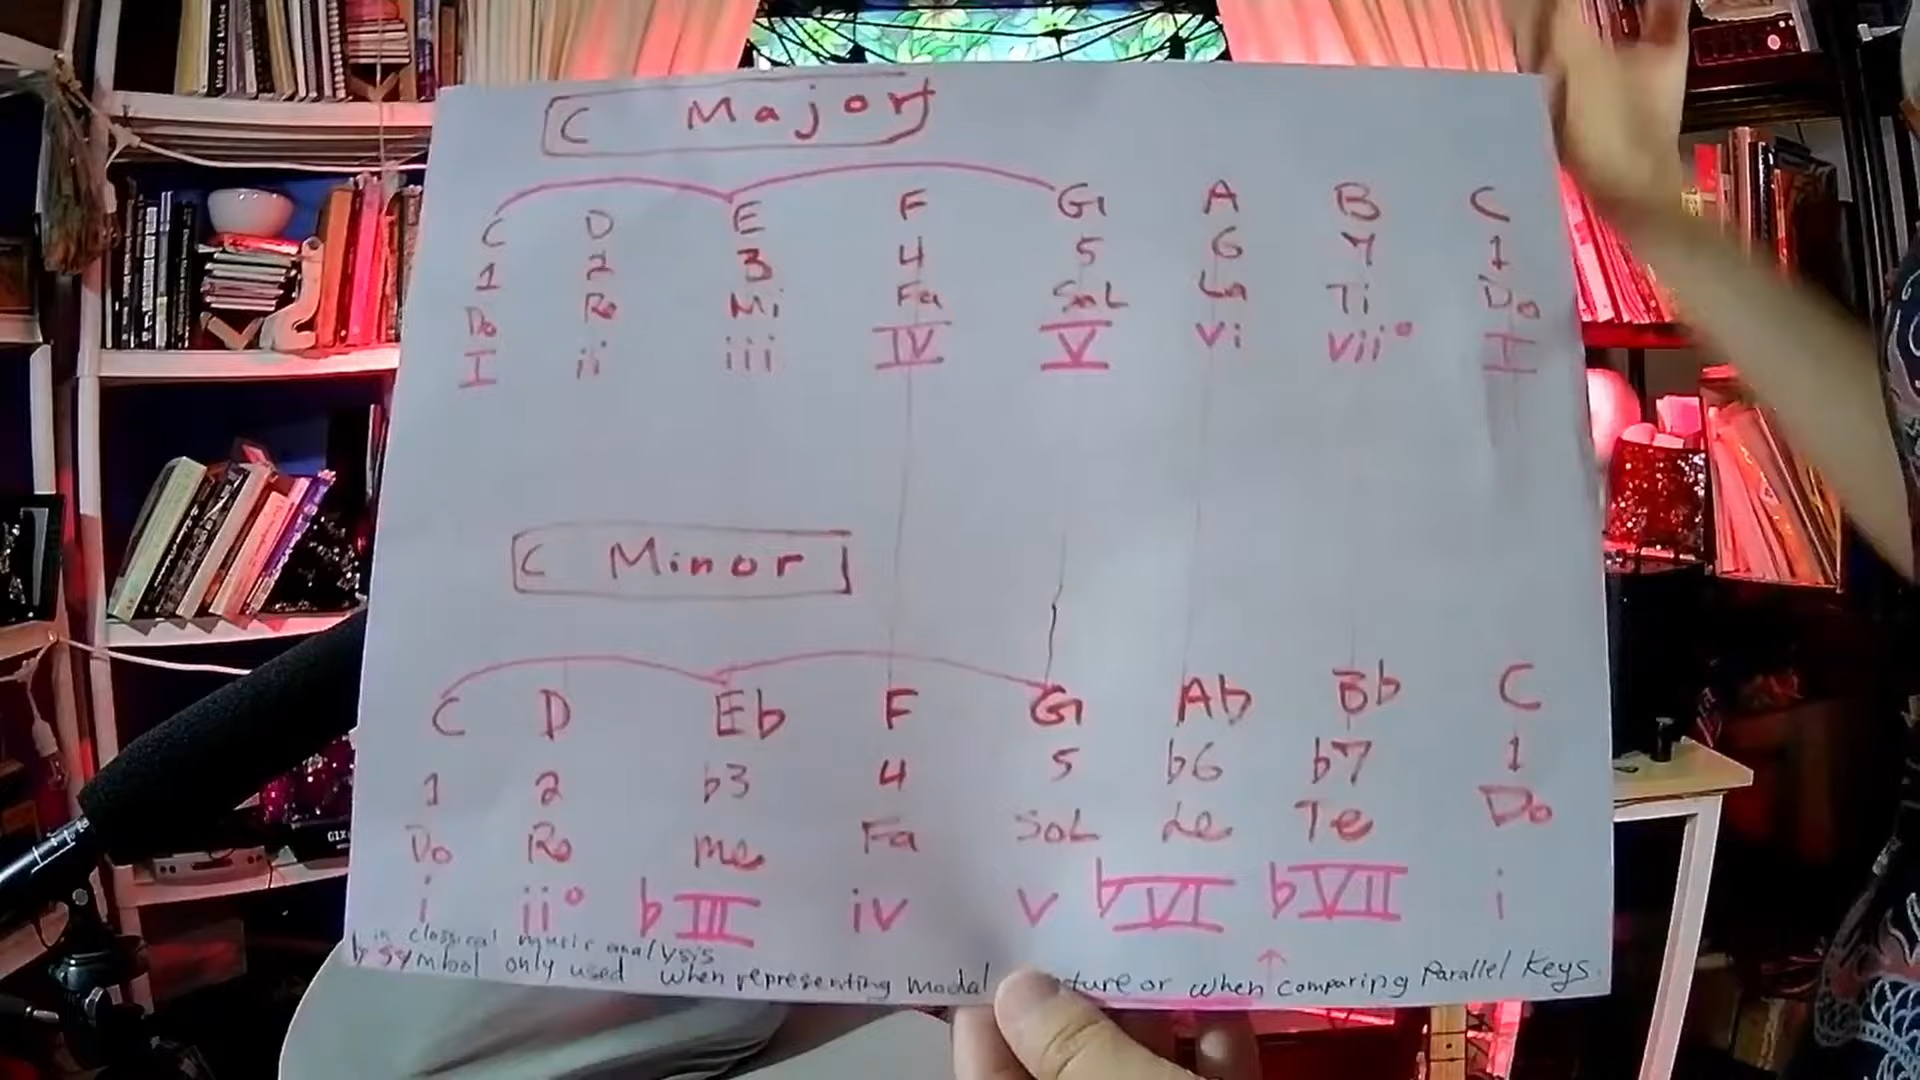 C Major
C D E F G A B C
1 2 3 4 5 6 7 1
Do Re Mi Fa SoL La Ti Do
I ii iii IV V Vi Vii°
I
C Minor
C D Eb F G Ab Bb C
1 2 b3 4 5 b6 b7 1
Do Re me Fa SoL Le Te Do
i ii° bIII iv v bVI bVII i
in classical music analysis
b symbol only used when representing modal or when comparing Parallel Keys.